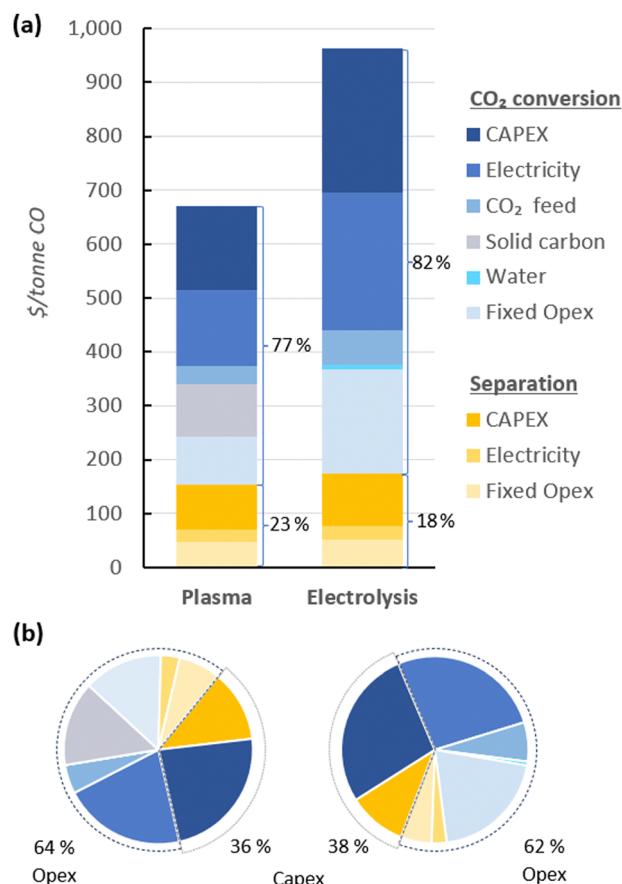 (a)
$/tonne CO
1,000
900
800
700
600
500
400
300
200
100
0
77 %
23 %
82 %
18 %
Plasma
Electrolysis
CO₂ conversion
CAPEX
Electricity
CO₂ feed
Solid carbon
Water
Fixed Opex
Separation
CAPEX
Electricity
Fixed Opex
(b)
64 %
Opex
36 %
Capex
38 %
62 %
Opex